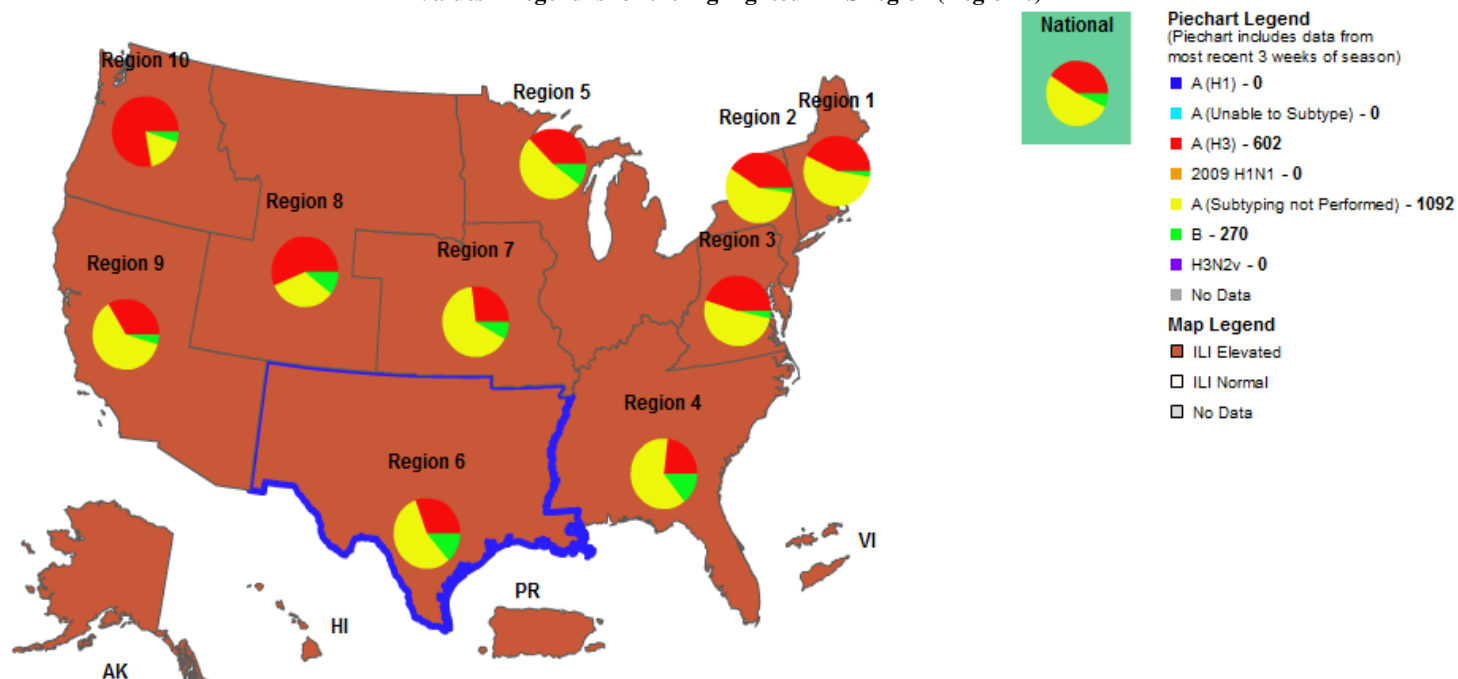 Region 10
Region 5
Region 1
Region 2
Region 8
Region 7
Region 3
Region 9
Region 4
Region 6
VI
PR
HI
AK
National
Piechart Legend
(Piechart includes data from
most recent 3 weeks of season)
A (H1) - 0
A (Unable to Subtype) - 0
A (H3) - 602
2009 H1N1 - 0
A (Subtyping not Performed) - 1092
B - 270
H3N2v - 0
No Data
Map Legend
ILI Elevated
ILI Normal
No Data